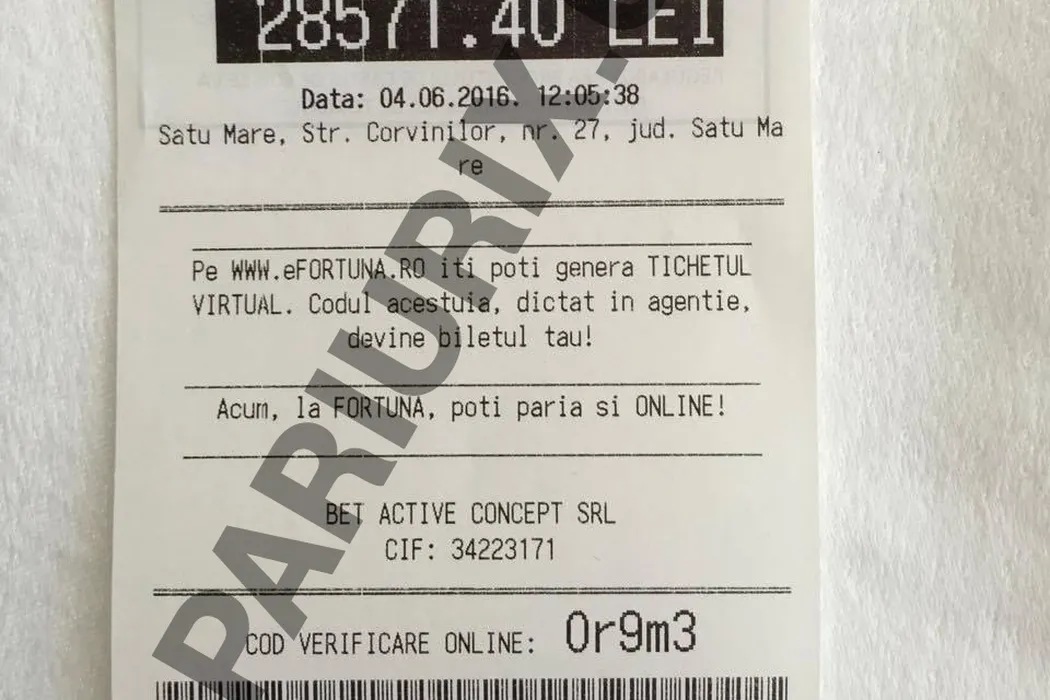 28571.40 LEI
Data: 04.06.2016. 12:05:38
Satu Mare, Str. Corvinilor, nr. 27, jud. Satu Ma
re
Pe WWW.eFORTUNA.RO iti poti genera TICHETUL
VIRTUAL. Codul acestuia, dictat in agentie,
devine biletul tau!
Acum, la FORTUNA, poti paria si ONLINE!
BET ACTIVE CONCEPT SRL
CIF: 34223171
COD VERIFICARE ONLINE: 0r9m3
PARIURIX.